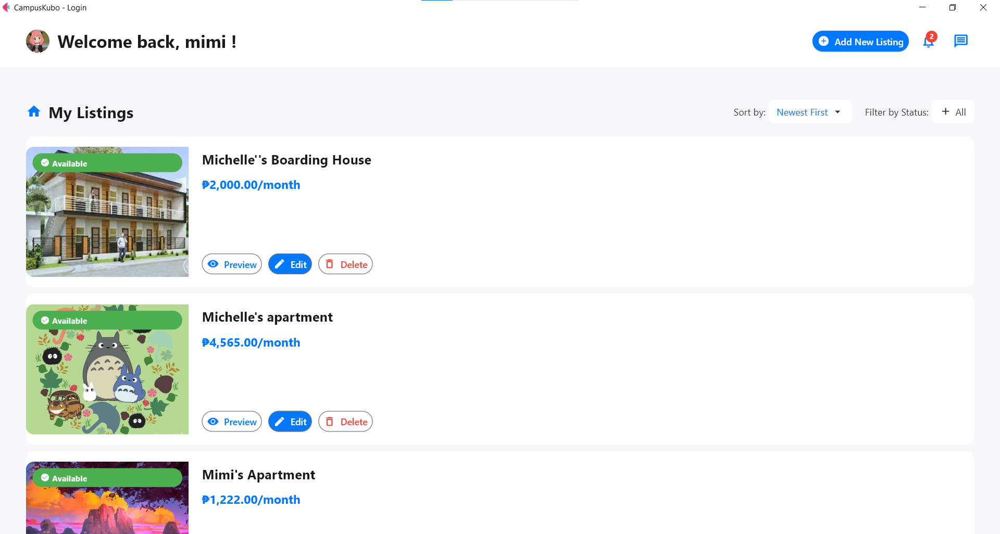 CampusKubo - Login
Welcome back, mimi !
Add New Listing
2
My Listings
Sort by: Newest First
Filter by Status: All
Available
Michelle''s Boarding House
₱2,000.00/month
Preview Edit Delete
Available
Michelle's apartment
₱4,565.00/month
Preview Edit Delete
Available
Mimi's Apartment
₱1,222.00/month